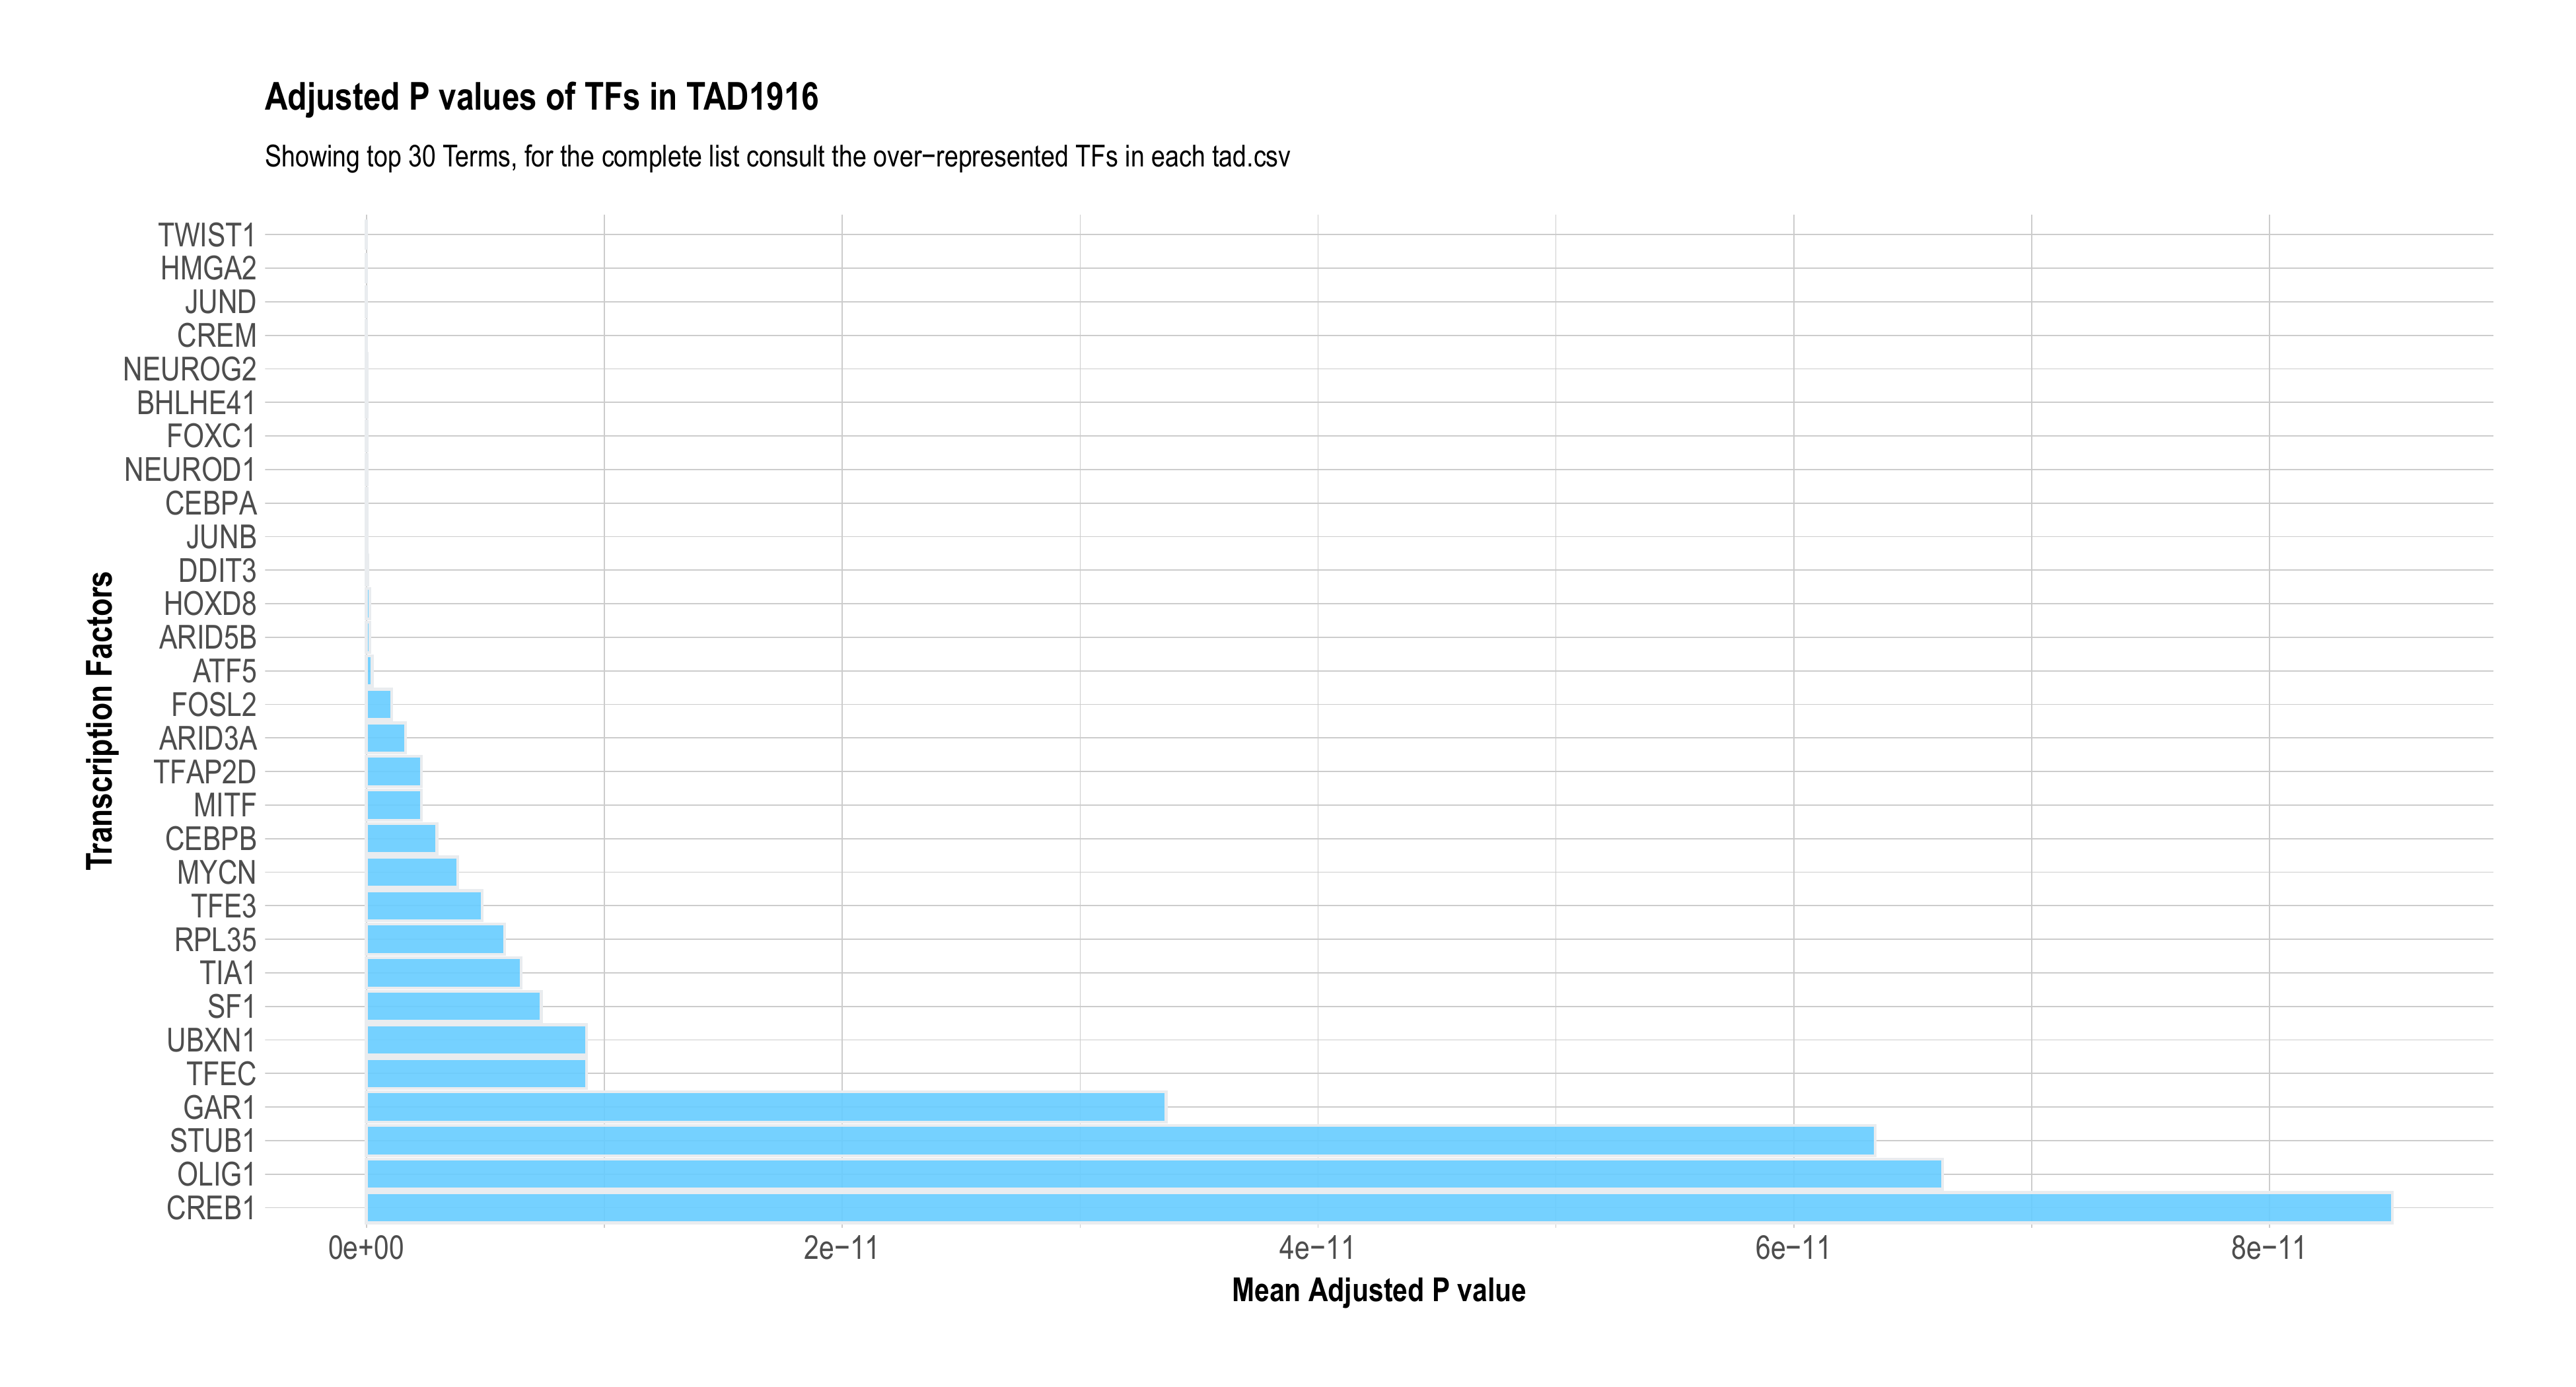 Adjusted P values of TFs in TAD1916
Showing top 30 Terms, for the complete list consult the over−represented TFs in each tad.csv
Transcription Factors
TWIST1
HMGA2
JUND
CREM
NEUROG2
BHLHE41
FOXC1
NEUROD1
CEBPA
JUNB
DDIT3
HOXD8
ARID5B
ATF5
FOSL2
ARID3A
TFAP2D
MITF
CEBPB
MYCN
TFE3
RPL35
TIA1
SF1
UBXN1
TFEC
GAR1
STUB1
OLIG1
CREB1
0e+00 2e−11 4e−11 6e−11 8e−11
Mean Adjusted P value